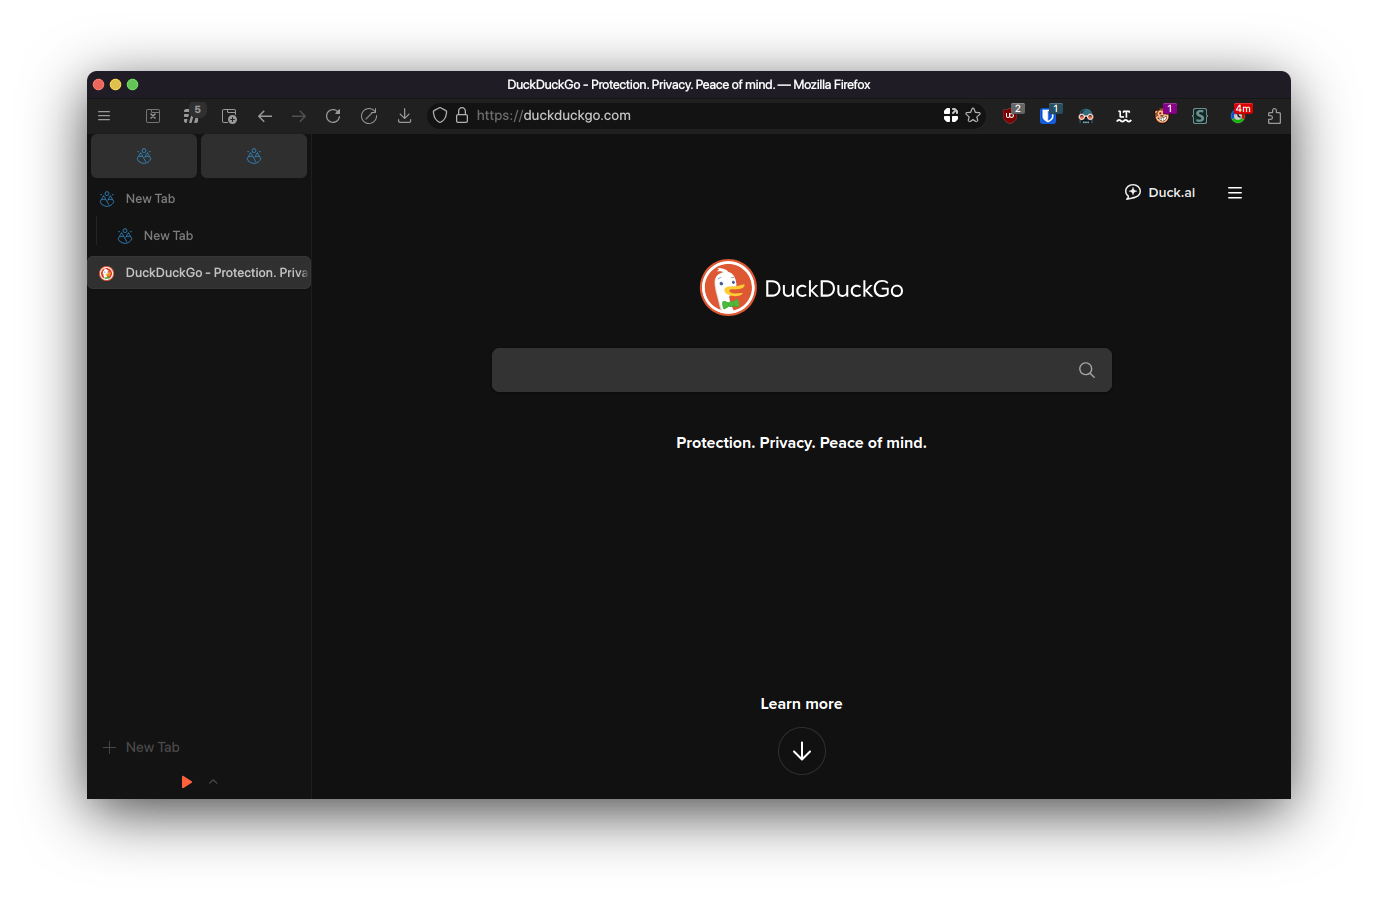 DuckDuckGo - Protection. Privacy. Peace of mind. — Mozilla Firefox
5
https://duckduckgo.com
2
1
LT
1
S
4m
New Tab
New Tab
DuckDuckGo - Protection. Priva
Duck.ai
DuckDuckGo
Protection. Privacy. Peace of mind.
Learn more
New Tab